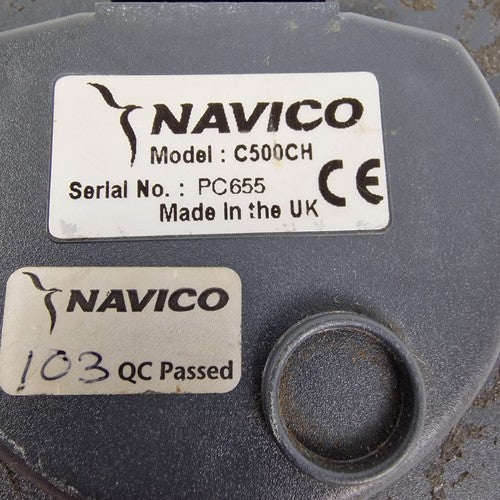 NAVICO
Model : C500CH
Serial No. : PC655
Made in the UK
CE
NAVICO
103 QC Passed